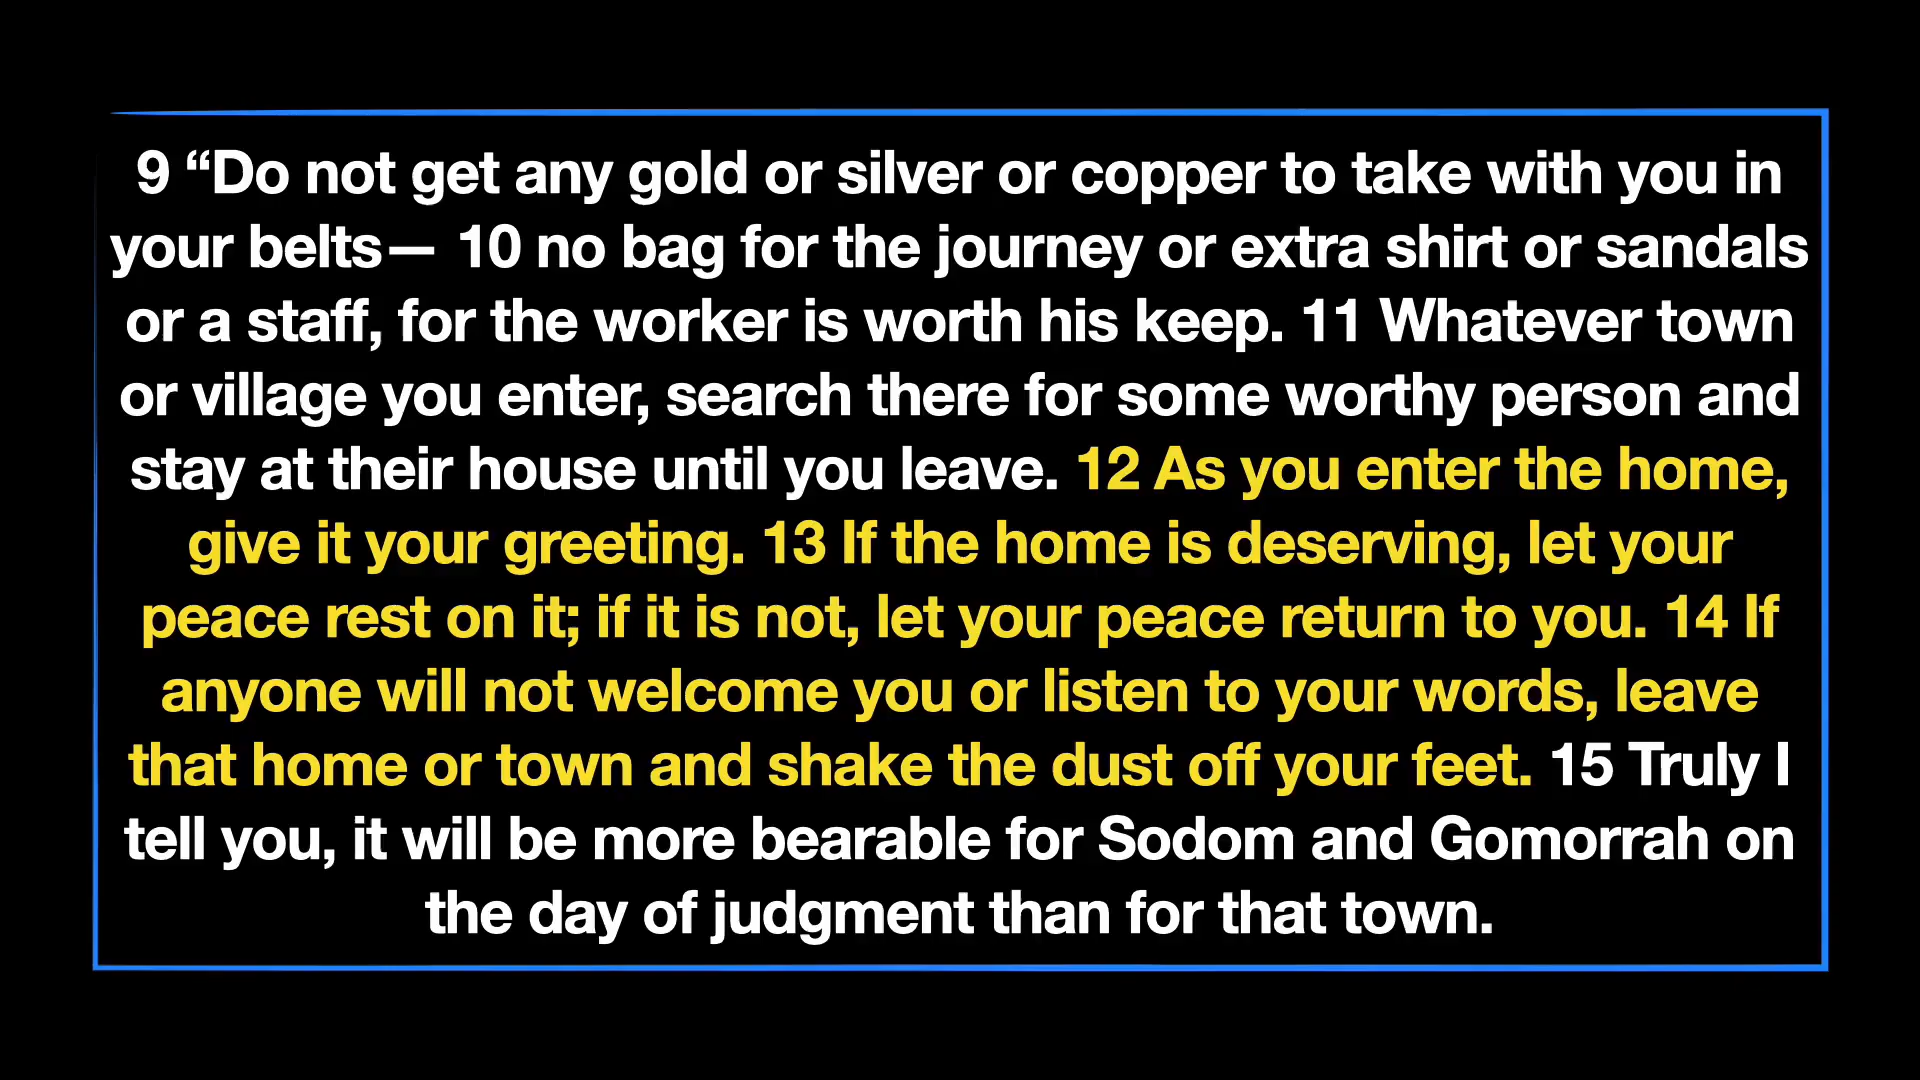 9 “Do not get any gold or silver or copper to take with you in
your belts— 10 no bag for the journey or extra shirt or sandals
or a staff, for the worker is worth his keep. 11 Whatever town
or village you enter, search there for some worthy person and
stay at their house until you leave. 12 As you enter the home,
give it your greeting. 13 If the home is deserving, let your
peace rest on it; if it is not, let your peace return to you. 14 If
anyone will not welcome you or listen to your words, leave
that home or town and shake the dust off your feet. 15 Truly I
tell you, it will be more bearable for Sodom and Gomorrah on
the day of judgment than for that town.